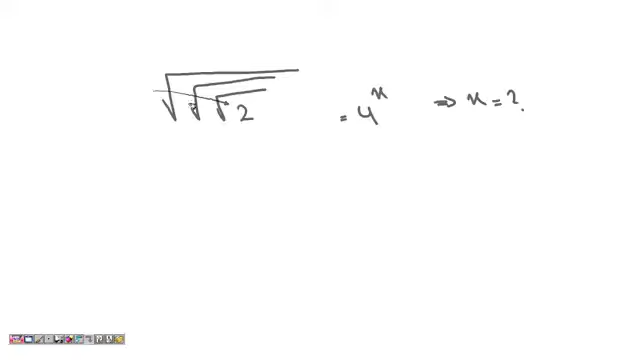 √√√2 = 4^x ⇒ x = ?